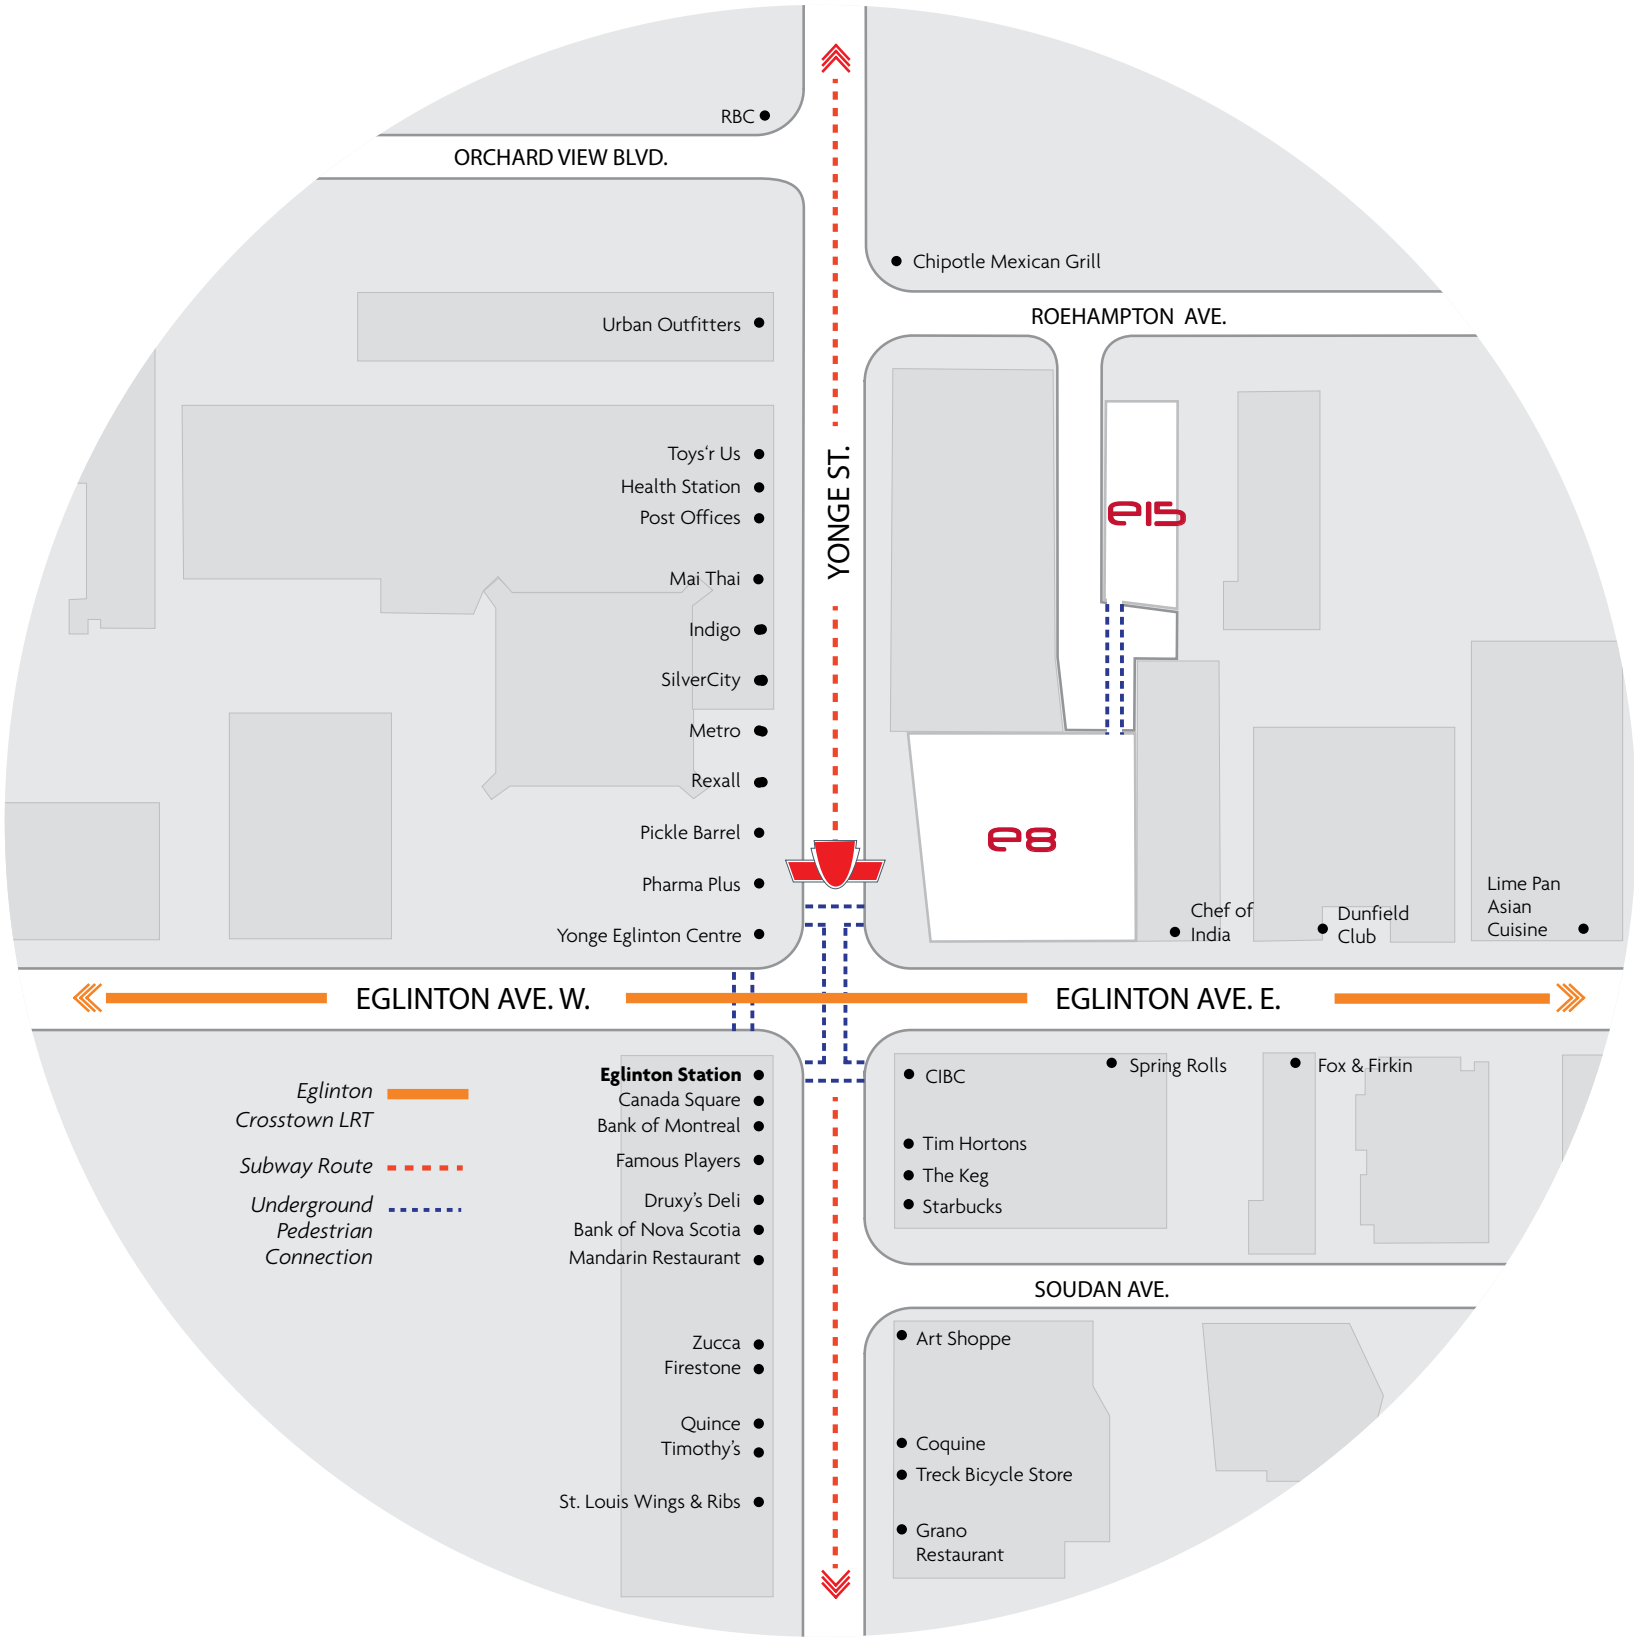 RBC
ORCHARD VIEW BLVD.
Chipotle Mexican Grill
ROEHAMPTON AVE.
Urban Outfitters
Toys‘r Us
Health Station
Post Offices
Mai Thai
Indigo
SilverCity
Metro
Rexall
Pickle Barrel
Pharma Plus
Yonge Eglinton Centre
YONGE ST.
e15
e8
Chef of
India
Dunfield
Club
Lime Pan
Asian
Cuisine
EGLINTON AVE. W.
EGLINTON AVE. E.
Eglinton
Crosstown LRT
Subway Route
Underground
Pedestrian
Connection
Eglinton Station
Canada Square
Bank of Montreal
Famous Players
Druxy's Deli
Bank of Nova Scotia
Mandarin Restaurant
Zucca
Firestone
Quince
Timothy's
St. Louis Wings & Ribs
CIBC
Spring Rolls
Fox & Firkin
Tim Hortons
The Keg
Starbucks
SOUDAN AVE.
Art Shoppe
Coquine
Treck Bicycle Store
Grano
Restaurant